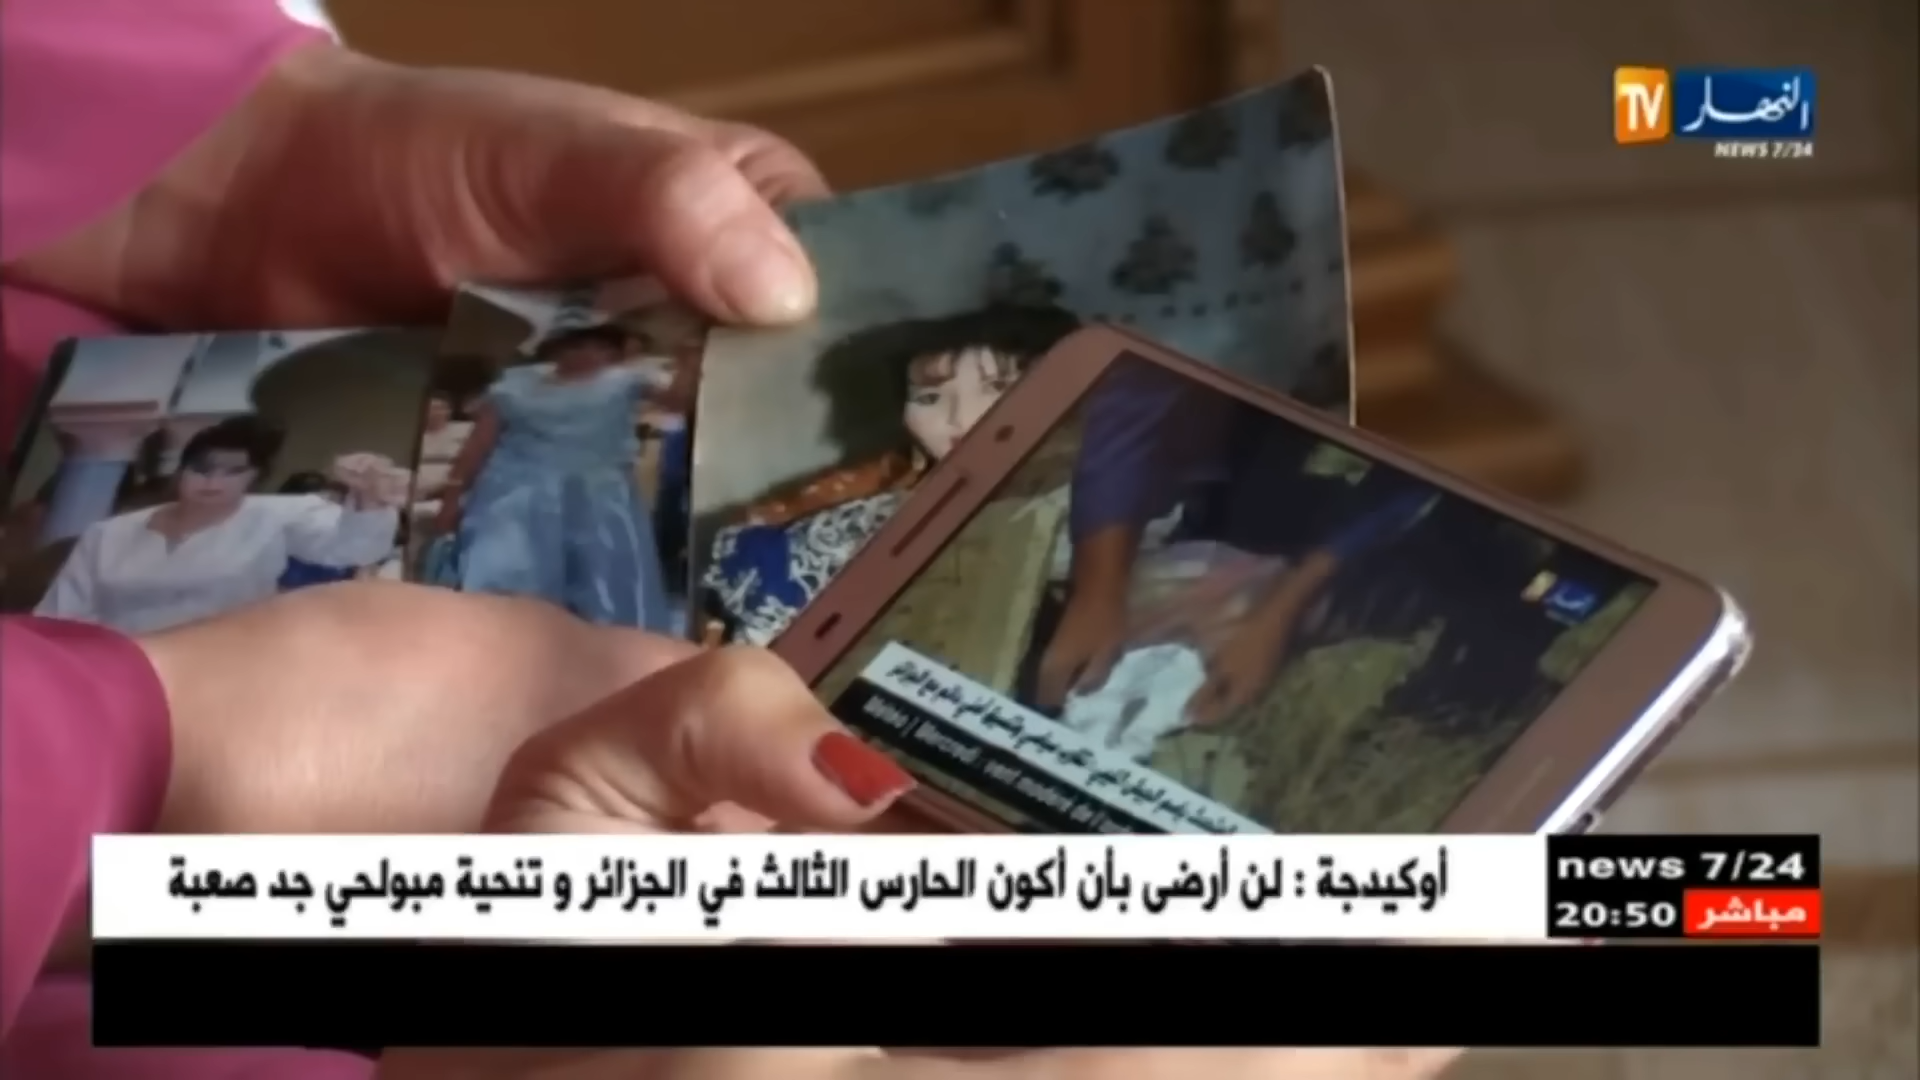 TV النهار
NEWS 7/24
أوكيدجة : لن أرضى بأن أكون الحارس الثالث في الجزائر و تنحية مبولحي جد صعبة
news 7/24
20:50 مباشر